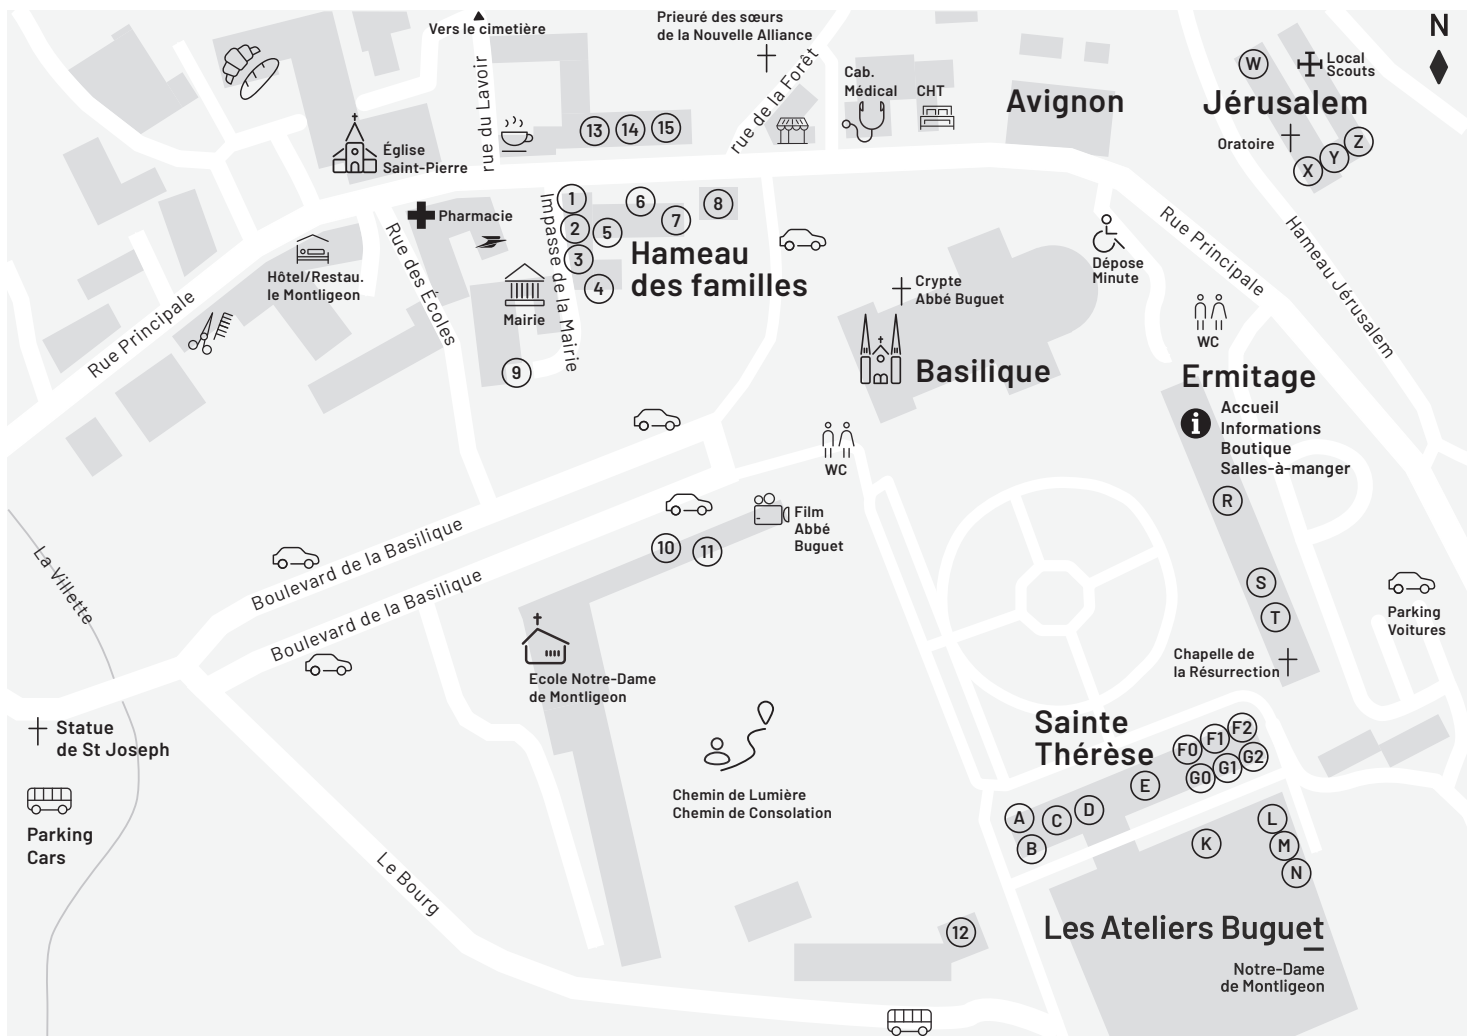 Vers le cimetière
Prieuré des sœurs
de la Nouvelle Alliance
N
rue du Lavoir
rue de la Forêt
Cab.
Médical
CHT
Avignon
W
Local
Scouts
Jérusalem
Oratoire
X
Y
Z
13
14
15
Église
Saint-Pierre
Pharmacie
Hôtel/Restau.
le Montligeon
Rue Principale
Rue des Écoles
Impasse de la Mairie
Mairie
1
2
3
4
5
6
7
8
9
Hameau
des familles
Crypte
Abbé Buguet
Basilique
Dépose
Minute
Rue Principale
Hameau Jérusalem
WC
Ermitage
i
Accueil
Informations
Boutique
Salles-à-manger
R
S
T
Chapelle de
la Résurrection
Parking
Voitures
WC
Film
Abbé
Buguet
10
11
Boulevard de la Basilique
Boulevard de la Basilique
La Villette
Ecole Notre-Dame
de Montligeon
Statue
de St Joseph
Parking
Cars
Le Bourg
Chemin de Lumière
Chemin de Consolation
Sainte
Thérèse
F0
F1
F2
G0
G1
G2
E
A
B
C
D
K
L
M
N
12
Les Ateliers Buguet
Notre-Dame
de Montligeon